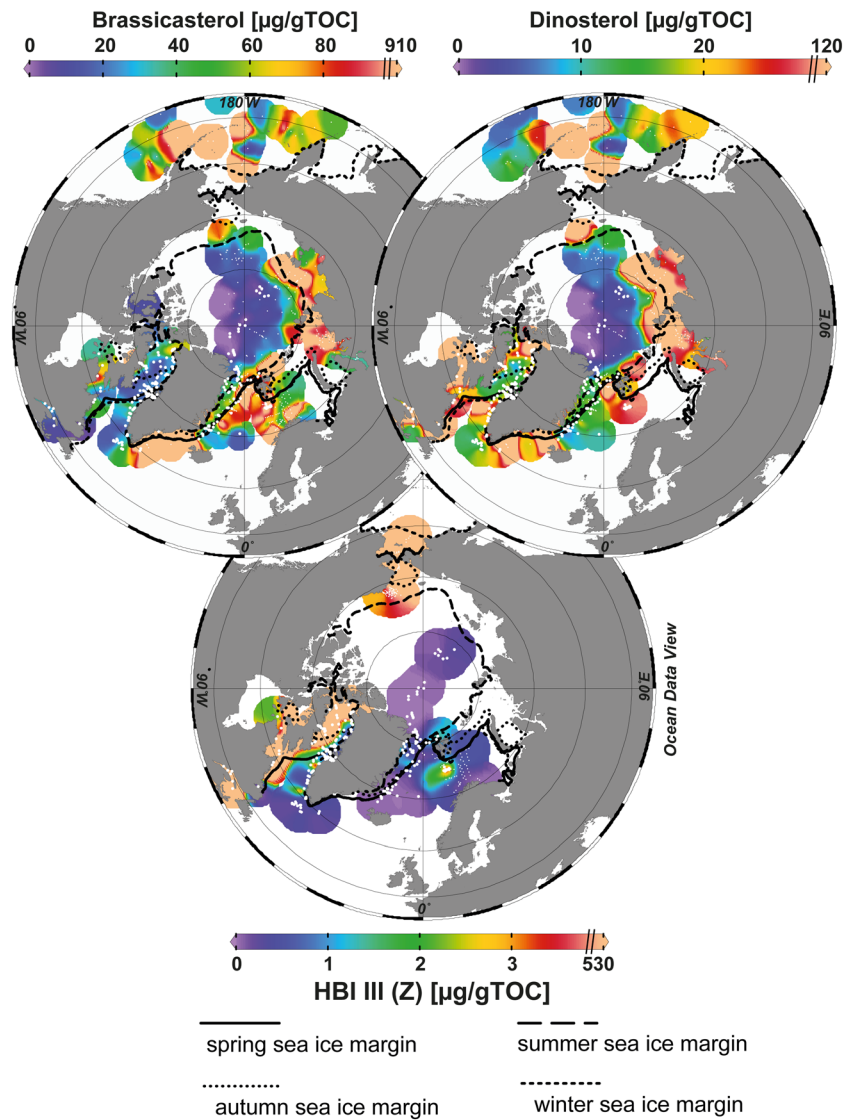 Brassicasterol [µg/gTOC]
Dinosterol [µg/gTOC]
0 20 40 60 80 910
0 10 20 120
180°W
180°W
90°W
90°W
90°E
0°
0°
90°W
90°E
Ocean Data View
0°
0 1 2 3 530
HBI III (Z) [µg/gTOC]
spring sea ice margin
summer sea ice margin
autumn sea ice margin
winter sea ice margin